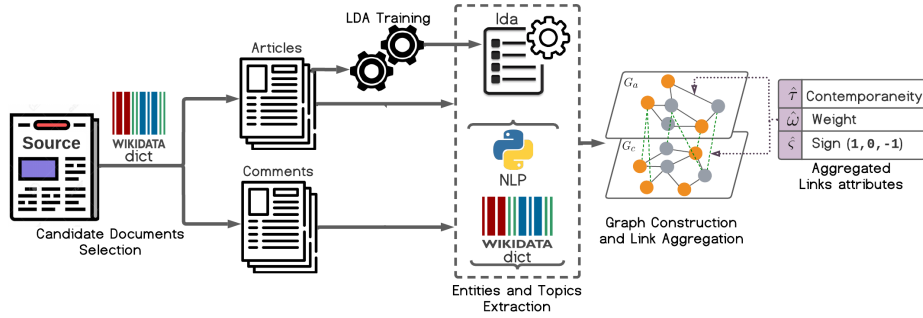 LDA Training
lda
Articles
WIKIDATA
dict
Source
Candidate Documents
Selection
Comments
NLP
WIKIDATA
dict
Entities and Topics
Extraction
G_a
G_c
Graph Construction
and Link Aggregation
τ̂ Contemporaneity
ω̂ Weight
ς̂ Sign (1,0,-1)
Aggregated
Links attributes